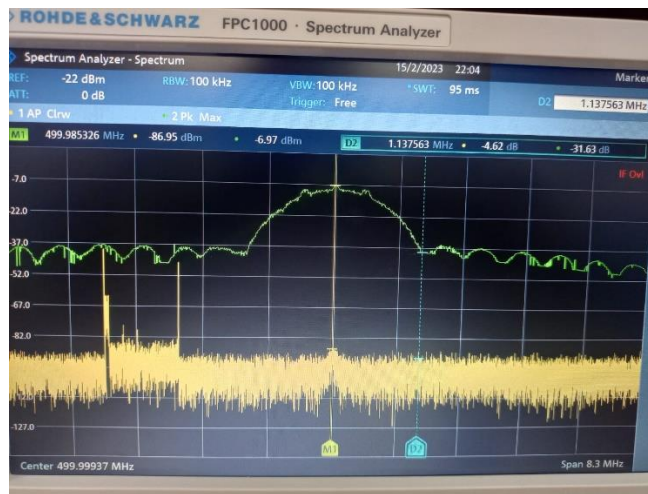 ROHDE&SCHWARZ FPC1000 · Spectrum Analyzer
Spectrum Analyzer - Spectrum 15/2/2023 22:04 Marker
REF: -22 dBm RBW: 100 kHz VBW: 100 kHz *SWT: 95 ms D2 1.137563 MHz
ATT: 0 dB Trigger: Free
1 AP Clrw 2 Pk Max
M1 499.985326 MHz -86.95 dBm -6.97 dBm D2 1.137563 MHz -4.62 dB -31.63 dB
IF Ovl
-7.0
-22.0
-37.0
-52.0
-67.0
-82.0
-127.0
M1 D2
Center 499.99937 MHz Span 8.3 MHz